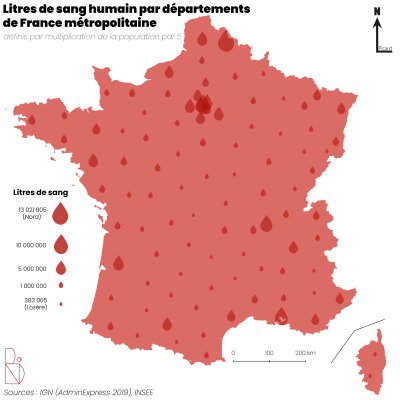 Litres de sang humain par départements
de France métropolitaine
définis par multiplication de la population par 5
N
Nord
Litres de sang
13 021 805
(Nord)
10 000 000
5 000 000
1 000 000
383 005
(Lozère)
0 100 200 km
Sources : IGN (AdminExpress 2019), INSEE